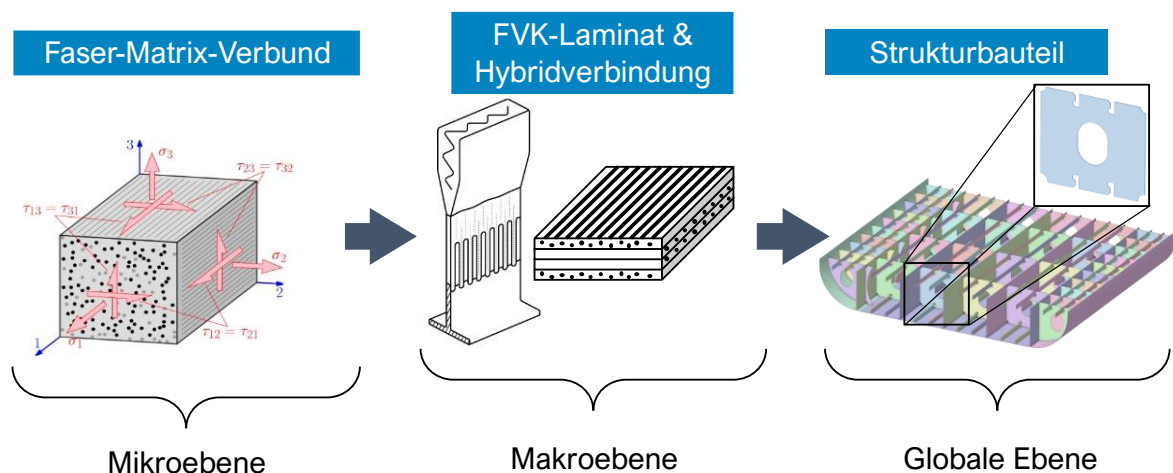 Faser-Matrix-Verbund
FVK-Laminat &
Hybridverbindung
Strukturbauteil
3
σ₃
τ₂₃ = τ₃₂
τ₁₃ = τ₃₁
σ₂
2
τ₁₂ = τ₂₁
1
σ₁
Mikroebene
Makroebene
Globale Ebene